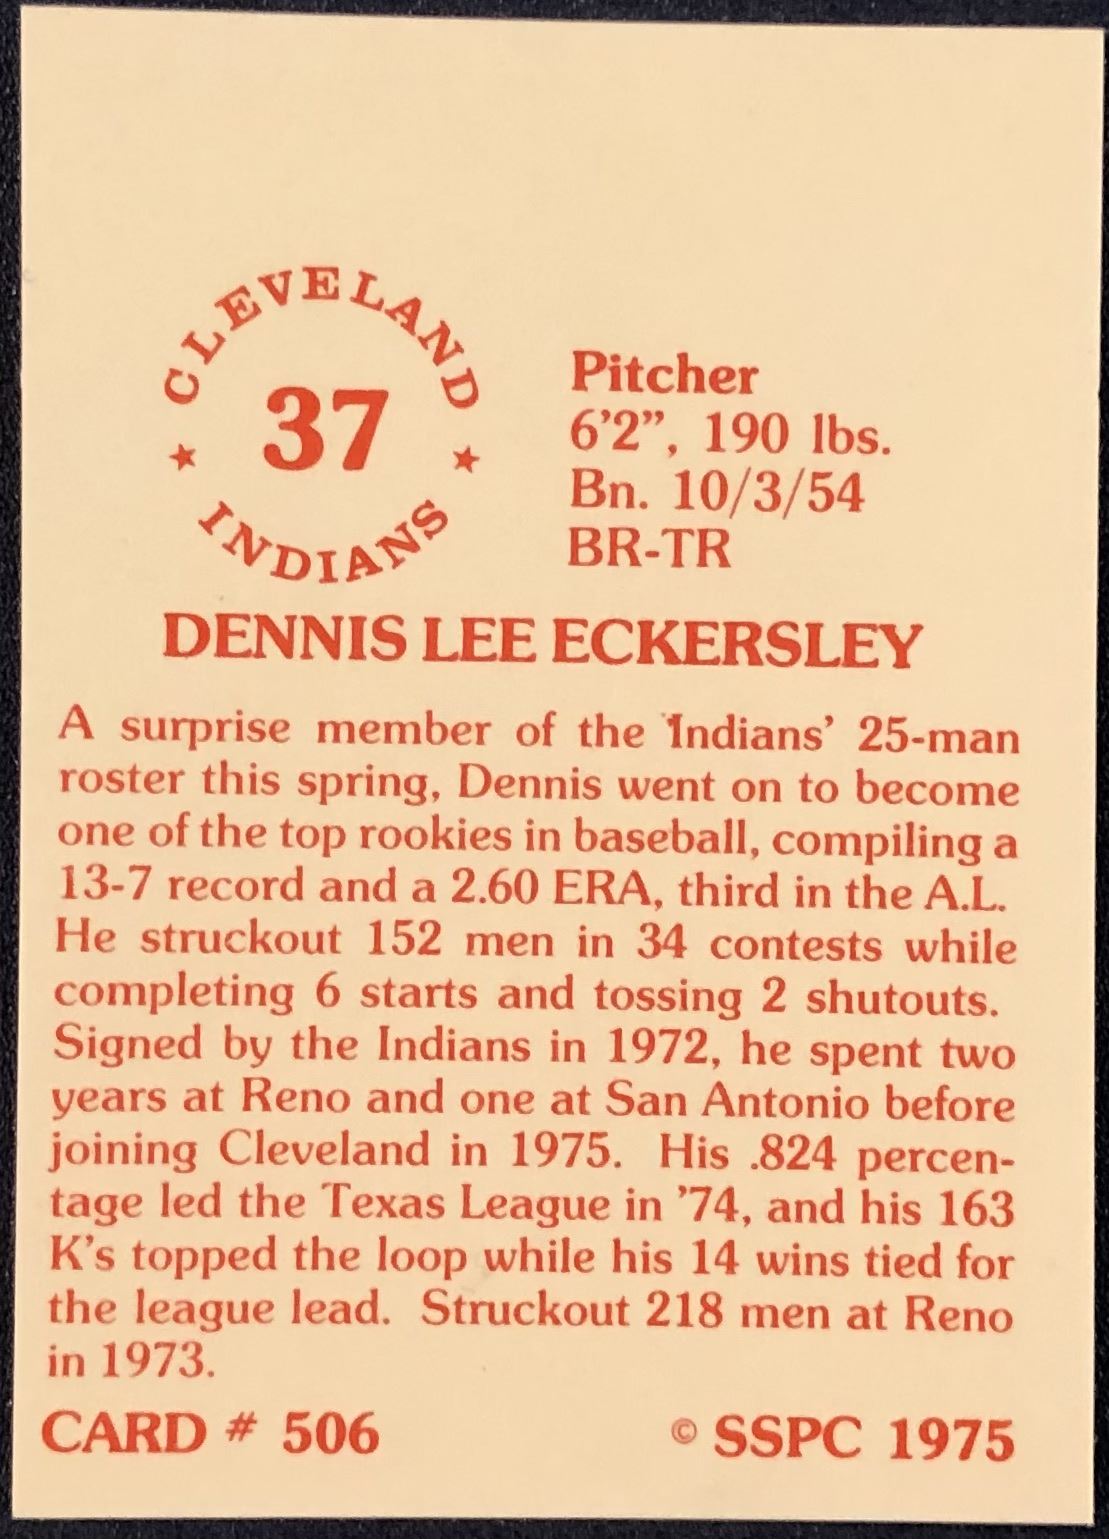 CLEVELAND
37
★ ★
INDIANS
Pitcher
6’2”, 190 lbs.
Bn. 10/3/54
BR-TR
DENNIS LEE ECKERSLEY
A surprise member of the Indians’ 25-man
roster this spring, Dennis went on to become
one of the top rookies in baseball, compiling a
13-7 record and a 2.60 ERA, third in the A.L.
He struckout 152 men in 34 contests while
completing 6 starts and tossing 2 shutouts.
Signed by the Indians in 1972, he spent two
years at Reno and one at San Antonio before
joining Cleveland in 1975. His .824 percen-
tage led the Texas League in ’74, and his 163
K’s topped the loop while his 14 wins tied for
the league lead. Struckout 218 men at Reno
in 1973.
CARD # 506
© SSPC 1975